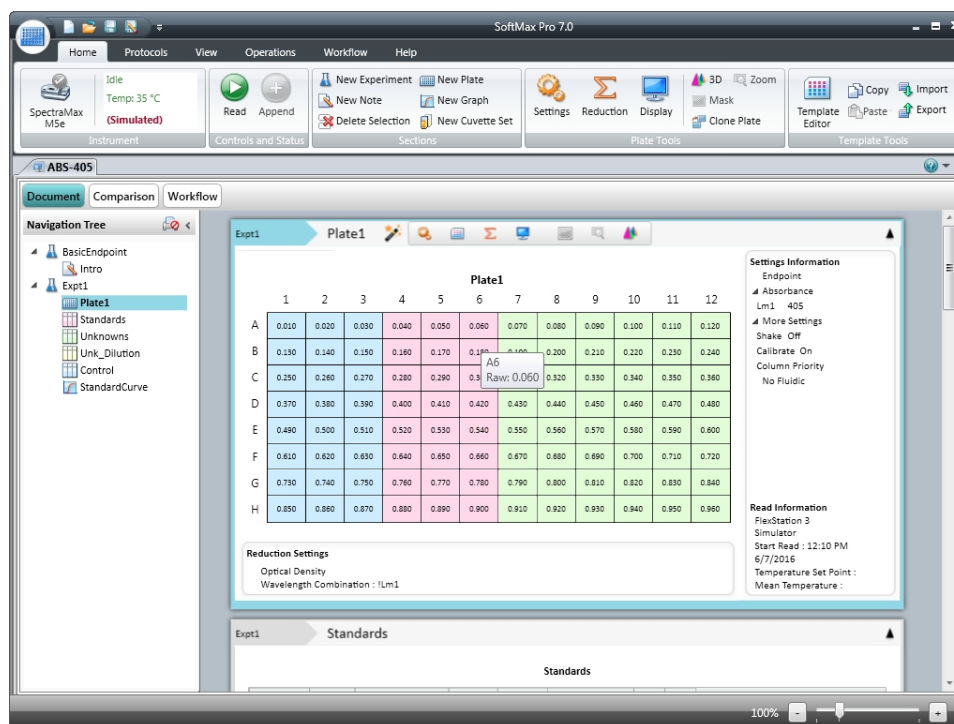 SoftMax Pro 7.0
Home Protocols View Operations Workflow Help
SpectraMax M5e
Idle
Temp: 35 °C
(Simulated)
Instrument
Read Append
Controls and Status
New Experiment New Plate
New Note New Graph
Delete Selection New Cuvette Set
Sections
Settings Reduction Display
3D Zoom
Mask
Clone Plate
Plate Tools
Template Editor
Copy Import
Paste Export
Template Tools
ABS-405
Document Comparison Workflow
Navigation Tree
BasicEndpoint
Intro
Expt1
Plate1
Standards
Unknowns
Unk_Dilution
Control
StandardCurve
Expt1 Plate1
Plate1
1 2 3 4 5 6 7 8 9 10 11 12
A 0.010 0.020 0.030 0.040 0.050 0.060 0.070 0.080 0.090 0.100 0.110 0.120
B 0.130 0.140 0.150 0.160 0.170 0.200 0.210 0.220 0.230 0.240
C 0.250 0.260 0.270 0.280 0.290 0.320 0.330 0.340 0.350 0.360
A6
Raw: 0.060
D 0.370 0.380 0.390 0.400 0.410 0.420 0.430 0.440 0.450 0.460 0.470 0.480
E 0.490 0.500 0.510 0.520 0.530 0.540 0.550 0.560 0.570 0.580 0.590 0.600
F 0.610 0.620 0.630 0.640 0.650 0.660 0.670 0.680 0.690 0.700 0.710 0.720
G 0.730 0.740 0.750 0.760 0.770 0.780 0.790 0.800 0.810 0.820 0.830 0.840
H 0.850 0.860 0.870 0.880 0.890 0.900 0.910 0.920 0.930 0.940 0.950 0.960
Reduction Settings
Optical Density
Wavelength Combination : !Lm1
Settings Information
Endpoint
Absorbance
Lm1 405
More Settings
Shake Off
Calibrate On
Column Priority
No Fluidic
Read Information
FlexStation 3
Simulator
Start Read : 12:10 PM
6/7/2016
Temperature Set Point :
Mean Temperature :
Expt1 Standards
Standards
100%